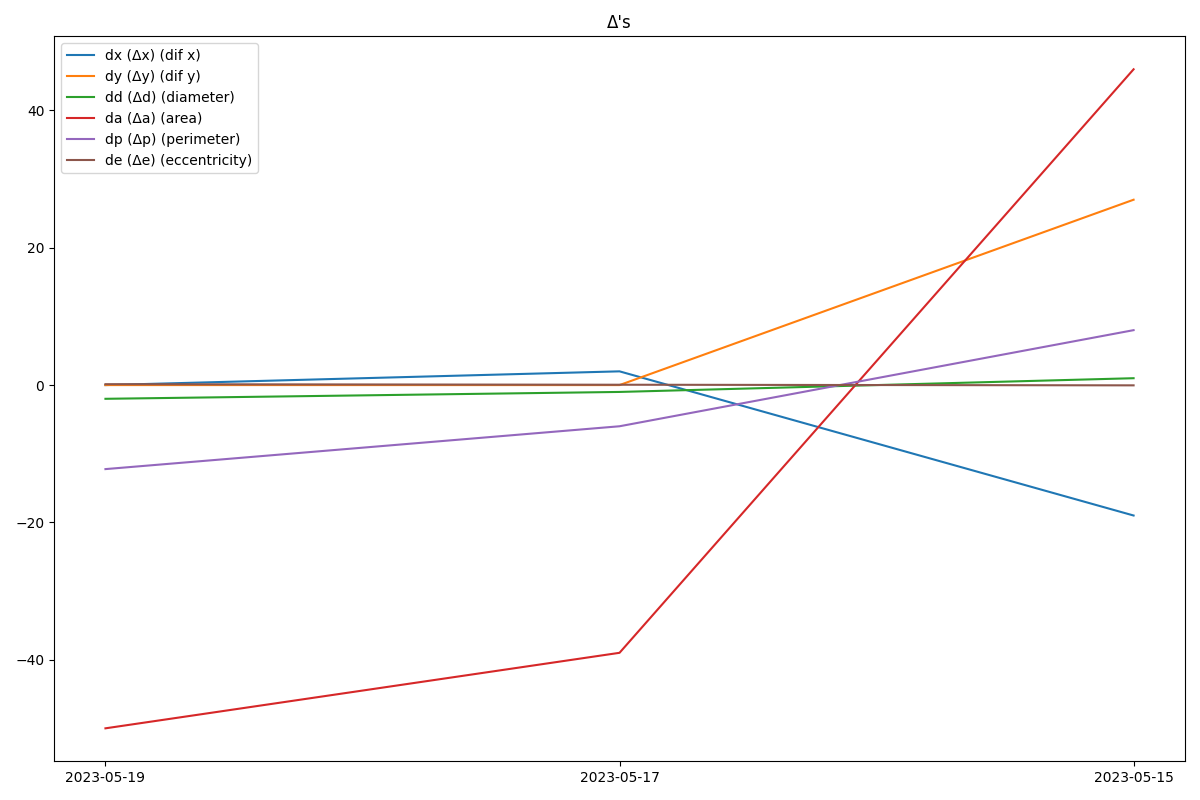 Δ's
dx (Δx) (dif x)
dy (Δy) (dif y)
dd (Δd) (diameter)
da (Δa) (area)
dp (Δp) (perimeter)
de (Δe) (eccentricity)
40
20
0
−20
−40
2023-05-19 2023-05-17 2023-05-15